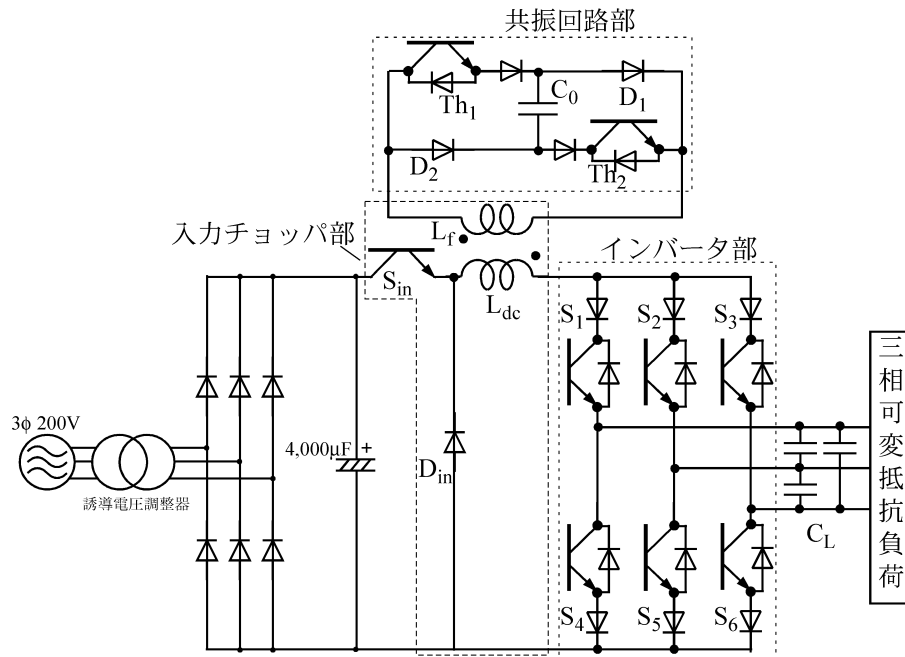 共振回路部
Th1
C0
D1
D2
Th2
入力チョッパ部
Lf
インバータ部
Sin
Ldc
S1
S2
S3
3φ 200V
4,000μF +
Din
誘導電圧調整器
CL
三相可変抵抗負荷
S4
S5
S6